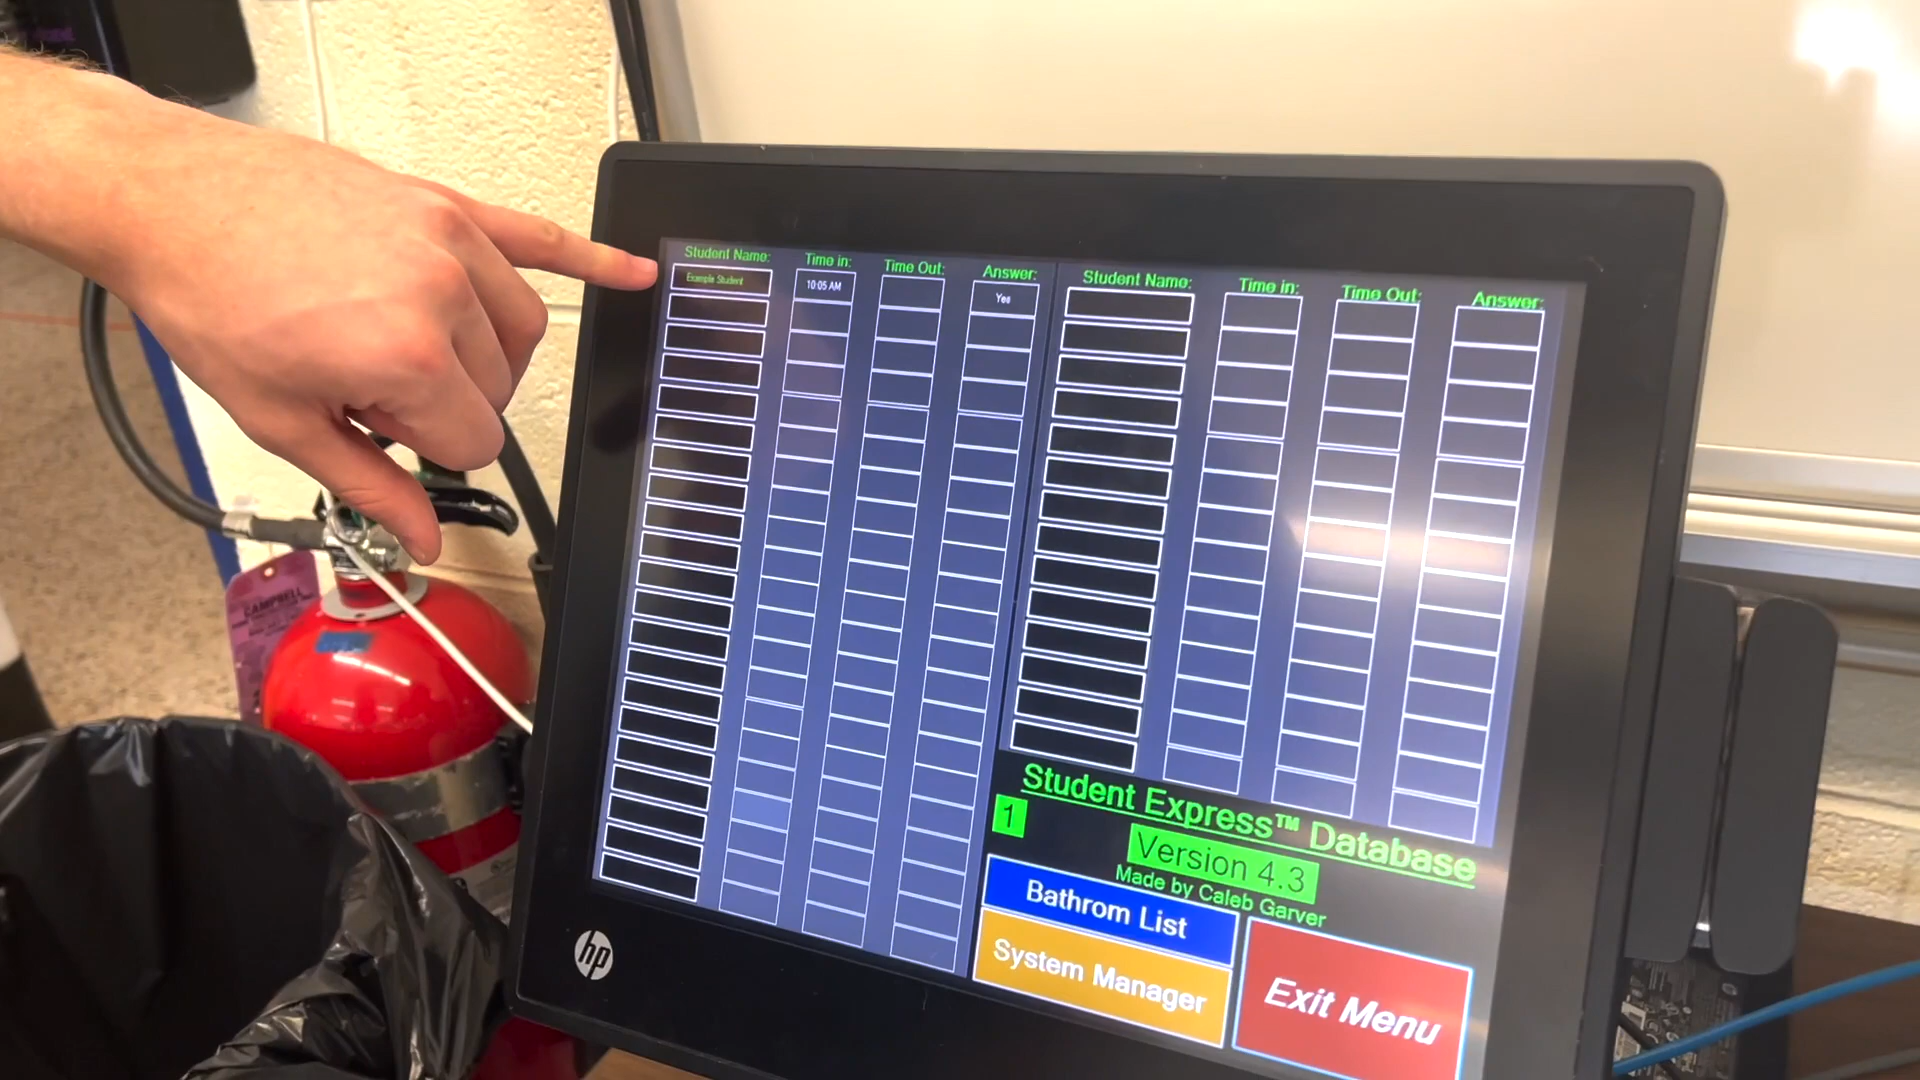 Student Name: Time in: Time Out: Answer:
Example Student 10:05 AM Yes
Student Name: Time in: Time Out: Answer:
Student Express™ Database
1
Version 4.3
Made by Caleb Garver
Bathrom List
System Manager
Exit Menu
hp
CAMPBELL